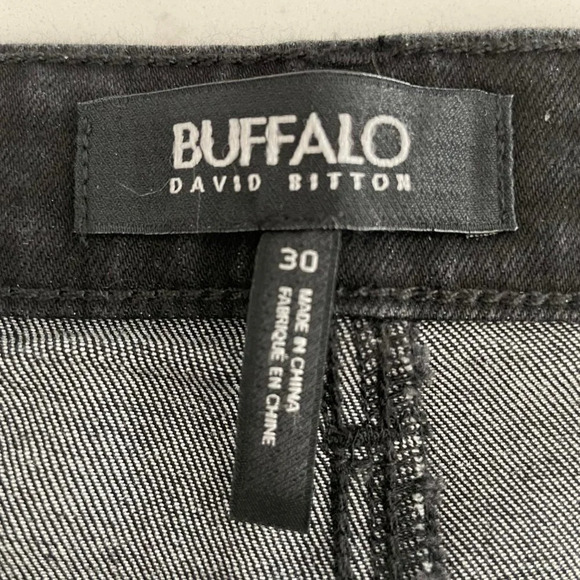 BUFFALO
DAVID BITTON
30
MADE IN CHINA
FABRIQUÉ EN CHINE